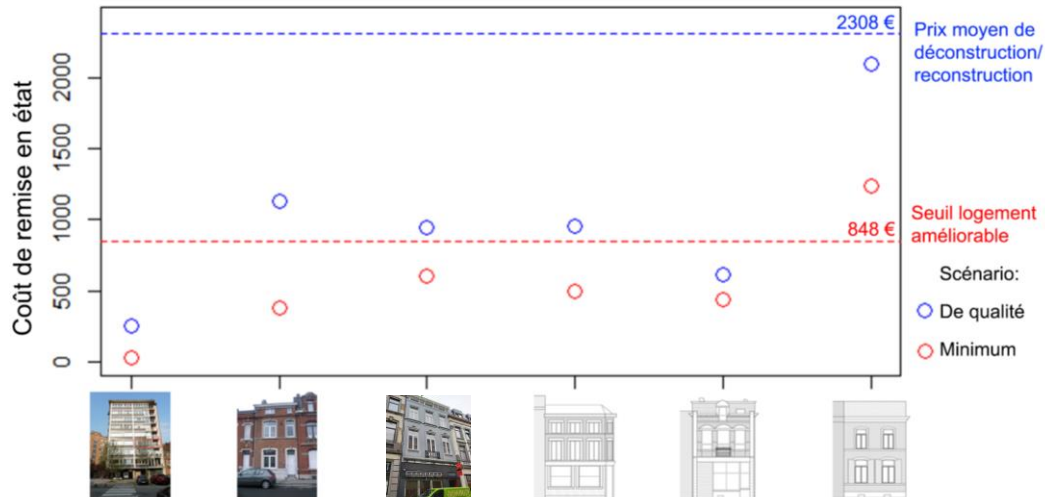 2308 €
Prix moyen de
déconstruction/
reconstruction
Coût de remise en état
2000
1500
1000
500
0
848 €
Seuil logement
améliorable
Scénario:
De qualité
Minimum